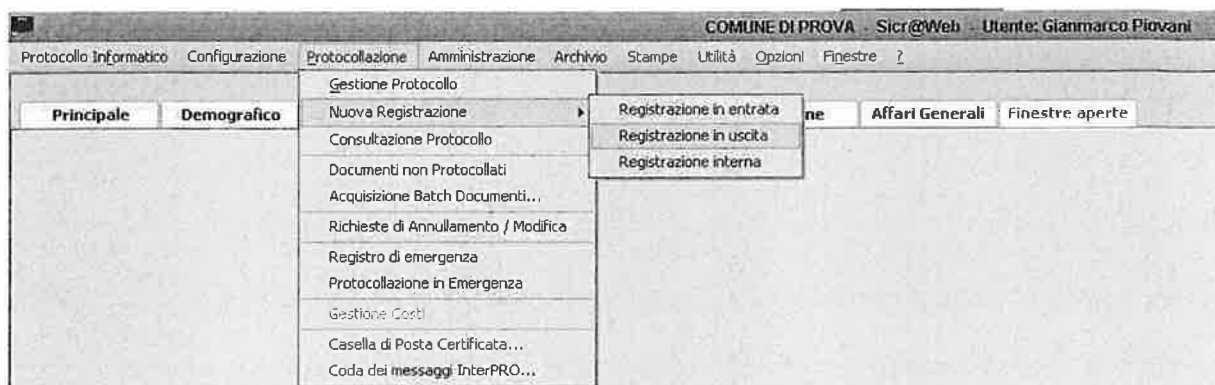 COMUNE DI PROVA - Sicr@Web - Utente: Gianmarco Piovani
Protocollo Informatico Configurazione Protocollazione Amministrazione Archivio Stampe Utilità Opzioni Finestre ?
Principale Demografico ne Affari Generali Finestre aperte
Gestione Protocollo
Nuova Registrazione
Consultazione Protocollo
Documenti non Protocollati
Acquisizione Batch Documenti...
Richieste di Annullamento / Modifica
Registro di emergenza
Protocollazione in Emergenza
Gestione Costi
Casella di Posta Certificata...
Coda dei messaggi InterPRO...
Registrazione in entrata
Registrazione in uscita
Registrazione interna